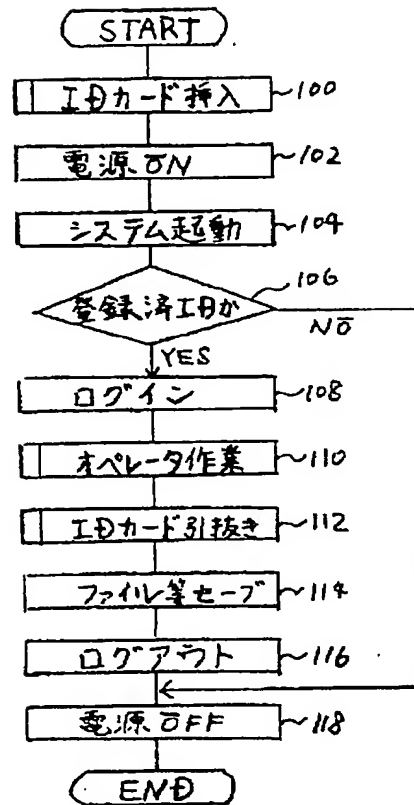 START
IDカード挿入 100
電源ON 102
システム起動 104
106
登録済IDか
NO
YES
ログイン 108
オペレータ作業 110
IDカード引抜き 112
ファイル等セーブ 114
ログアウト 116
電源OFF 118
END